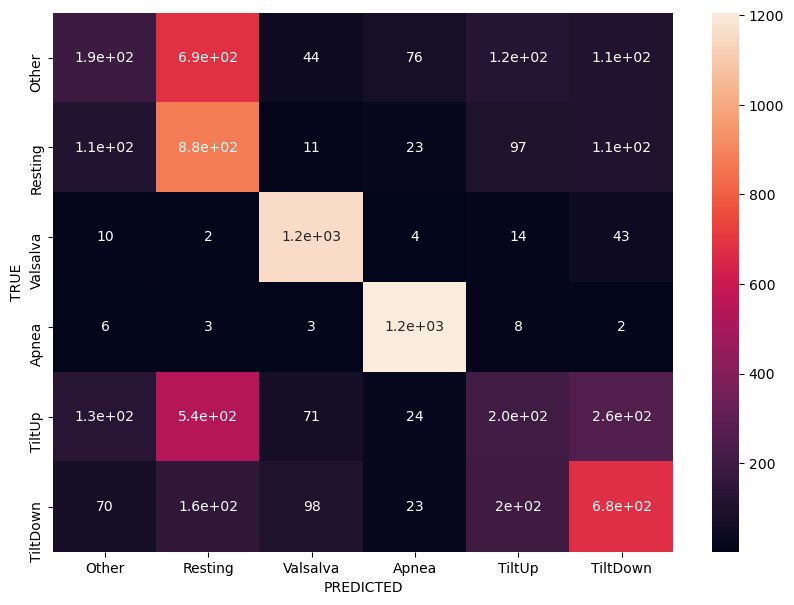 TRUE
Other 1.9e+02 6.9e+02 44 76 1.2e+02 1.1e+02
Resting 1.1e+02 8.8e+02 11 23 97 1.1e+02
Valsalva 10 2 1.2e+03 4 14 43
Apnea 6 3 3 1.2e+03 8 2
TiltUp 1.3e+02 5.4e+02 71 24 2.0e+02 2.6e+02
TiltDown 70 1.6e+02 98 23 2e+02 6.8e+02
Other Resting Valsalva Apnea TiltUp TiltDown
PREDICTED
1200
1000
800
600
400
200